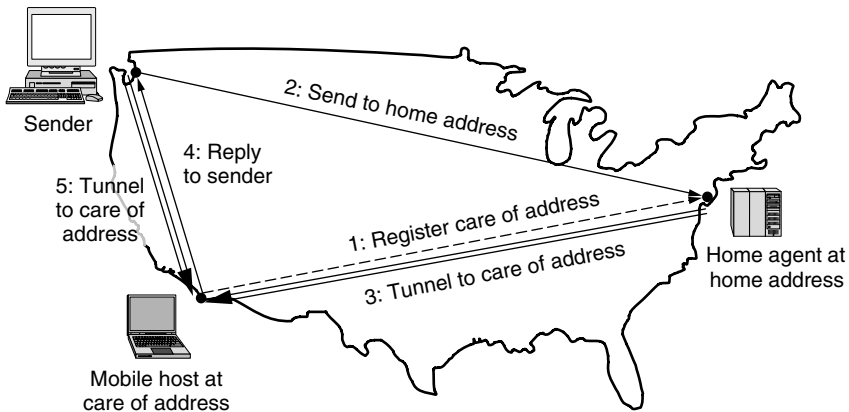 Sender
2: Send to home address
4: Reply
to sender
5: Tunnel
to care of
address
1: Register care of address
3: Tunnel to care of address
Home agent at
home address
Mobile host at
care of address